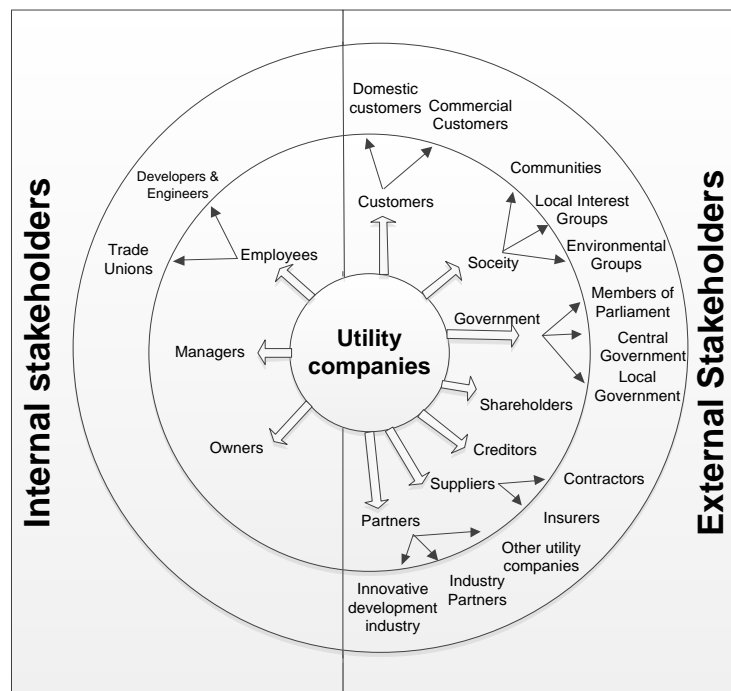 Internal stakeholders
External Stakeholders
Domestic
customers
Commercial
Customers
Developers &
Engineers
Communities
Customers
Local Interest
Groups
Trade
Unions
Employees
Soceity
Environmental
Groups
Members of
Parliament
Government
Utility
companies
Central
Government
Managers
Local
Government
Shareholders
Owners
Creditors
Suppliers
Contractors
Partners
Insurers
Other utility
companies
Innovative
development
industry
Industry
Partners